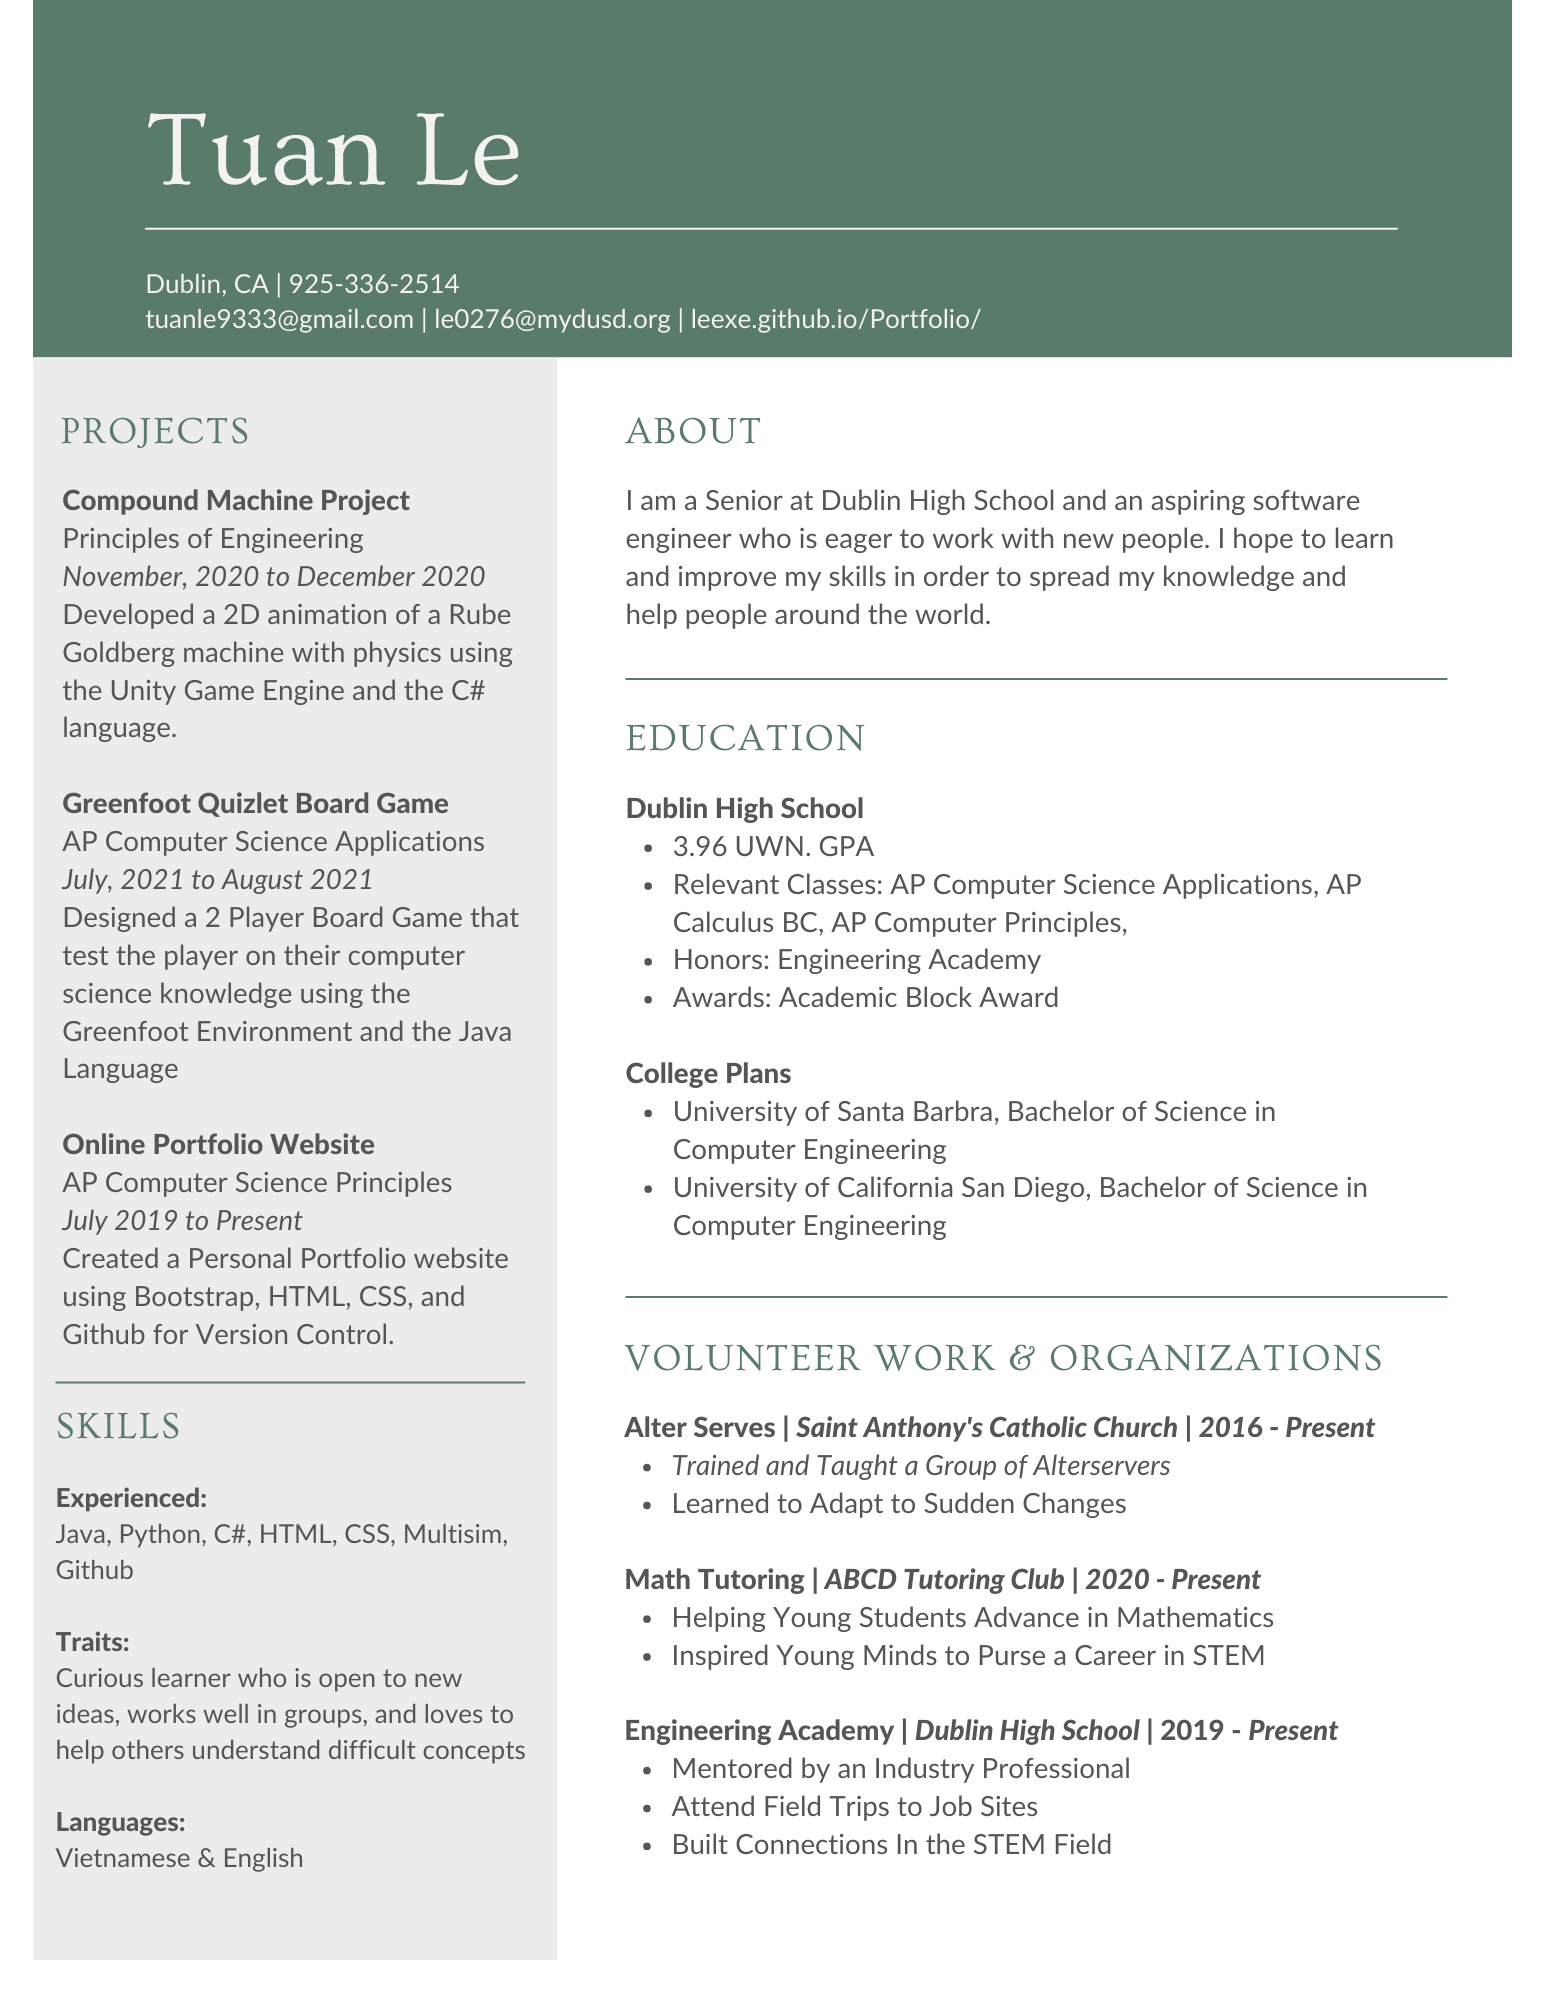 Tuan Le
Dublin, CA | 925-336-2514
tuanle9333@gmail.com | le0276@mydusd.org | leexe.github.io/Portfolio/
PROJECTS
Compound Machine Project
Principles of Engineering
November, 2020 to December 2020
Developed a 2D animation of a Rube
Goldberg machine with physics using
the Unity Game Engine and the C#
language.
Greenfoot Quizlet Board Game
AP Computer Science Applications
July, 2021 to August 2021
Designed a 2 Player Board Game that
test the player on their computer
science knowledge using the
Greenfoot Environment and the Java
Language
Online Portfolio Website
AP Computer Science Principles
July 2019 to Present
Created a Personal Portfolio website
using Bootstrap, HTML, CSS, and
Github for Version Control.
SKILLS
Experienced:
Java, Python, C#, HTML, CSS, Multisim,
Github
Traits:
Curious learner who is open to new
ideas, works well in groups, and loves to
help others understand difficult concepts
Languages:
Vietnamese & English
ABOUT
I am a Senior at Dublin High School and an aspiring software
engineer who is eager to work with new people. I hope to learn
and improve my skills in order to spread my knowledge and
help people around the world.
EDUCATION
Dublin High School
• 3.96 UWN. GPA
• Relevant Classes: AP Computer Science Applications, AP
Calculus BC, AP Computer Principles,
• Honors: Engineering Academy
• Awards: Academic Block Award
College Plans
• University of Santa Barbra, Bachelor of Science in
Computer Engineering
• University of California San Diego, Bachelor of Science in
Computer Engineering
VOLUNTEER WORK & ORGANIZATIONS
Alter Serves | Saint Anthony's Catholic Church | 2016 - Present
• Trained and Taught a Group of Alterservers
• Learned to Adapt to Sudden Changes
Math Tutoring | ABCD Tutoring Club | 2020 - Present
• Helping Young Students Advance in Mathematics
• Inspired Young Minds to Purse a Career in STEM
Engineering Academy | Dublin High School | 2019 - Present
• Mentored by an Industry Professional
• Attend Field Trips to Job Sites
• Built Connections In the STEM Field